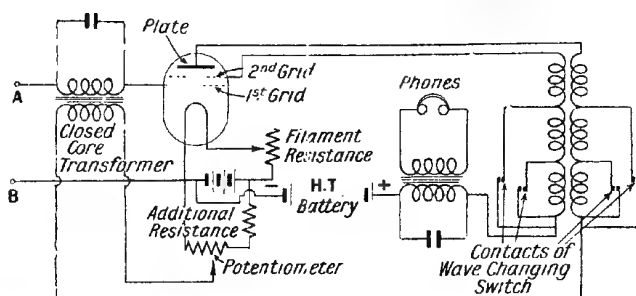 Plate
2nd Grid
1st Grid
A
Closed
Core
Transformer
Filament
Resistance
Phones
B
H.T
Battery
Additional
Resistance
Potentiometer
Contacts of
Wave Changing
Switch
− +